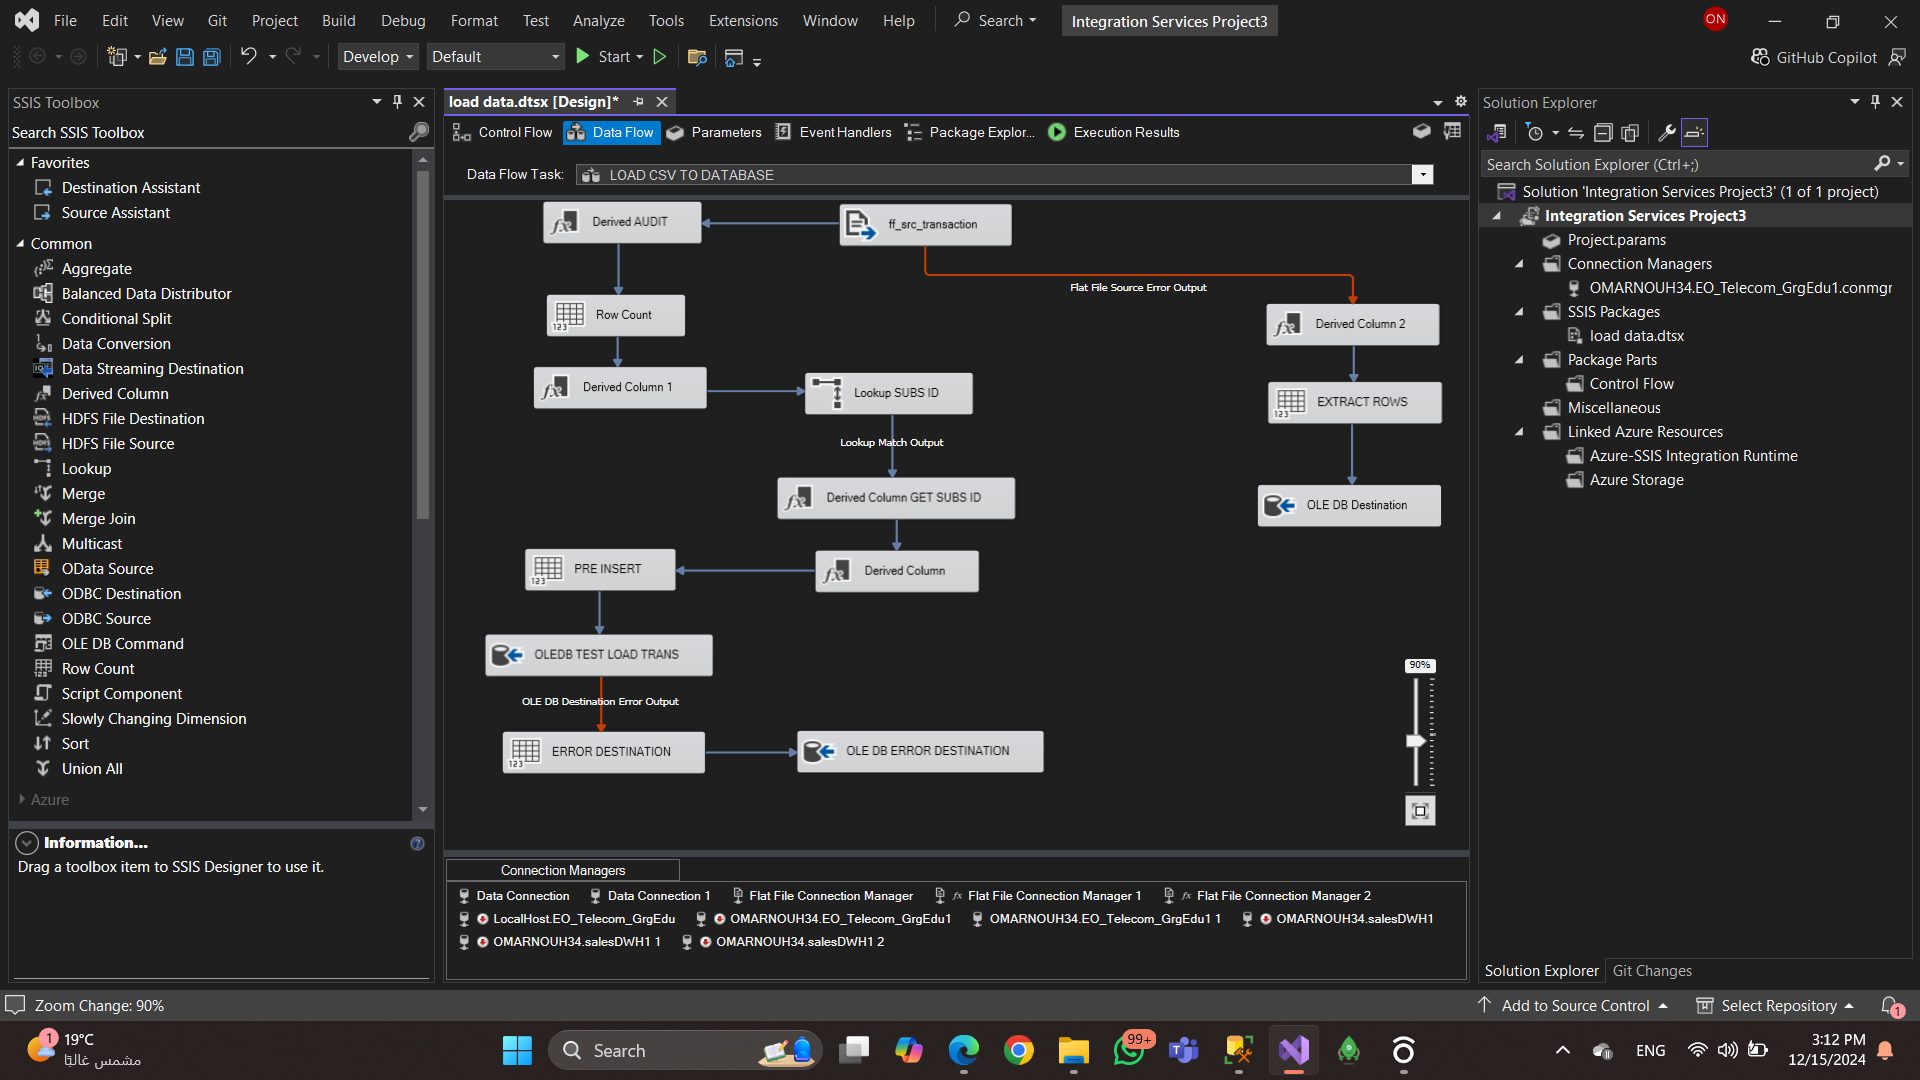 File Edit View Git Project Build Debug Format Test Analyze Tools Extensions Window Help Search Integration Services Project3 ON
Develop Default Start GitHub Copilot
SSIS Toolbox
Search SSIS Toolbox
Favorites
Destination Assistant
Source Assistant
Common
Aggregate
Balanced Data Distributor
Conditional Split
Data Conversion
Data Streaming Destination
Derived Column
HDFS File Destination
HDFS File Source
Lookup
Merge
Merge Join
Multicast
OData Source
ODBC Destination
ODBC Source
OLE DB Command
Row Count
Script Component
Slowly Changing Dimension
Sort
Union All
Azure
Information...
Drag a toolbox item to SSIS Designer to use it.
load data.dtsx [Design]*
Control Flow Data Flow Parameters Event Handlers Package Explor... Execution Results
Data Flow Task: LOAD CSV TO DATABASE
Derived AUDIT
ff_src_transaction
Flat File Source Error Output
Row Count
Derived Column 2
Derived Column 1
Lookup SUBS ID
EXTRACT ROWS
Lookup Match Output
Derived Column GET SUBS ID
OLE DB Destination
PRE INSERT
Derived Column
OLEDB TEST LOAD TRANS
90%
OLE DB Destination Error Output
ERROR DESTINATION
OLE DB ERROR DESTINATION
Connection Managers
Data Connection Data Connection 1 Flat File Connection Manager Flat File Connection Manager 1 Flat File Connection Manager 2
LocalHost.EO_Telecom_GrgEdu OMARNOUH34.EO_Telecom_GrgEdu1 OMARNOUH34.EO_Telecom_GrgEdu1 1 OMARNOUH34.salesDWH1
OMARNOUH34.salesDWH1 1 OMARNOUH34.salesDWH1 2
Solution Explorer
Search Solution Explorer (Ctrl+;)
Solution 'Integration Services Project3' (1 of 1 project)
Integration Services Project3
Project.params
Connection Managers
OMARNOUH34.EO_Telecom_GrgEdu1.conmgr
SSIS Packages
load data.dtsx
Package Parts
Control Flow
Miscellaneous
Linked Azure Resources
Azure-SSIS Integration Runtime
Azure Storage
Solution Explorer Git Changes
Zoom Change: 90% Add to Source Control Select Repository 1
1 19°C
مشمس غالبًا
Search 99+ ENG
3:12 PM
12/15/2024